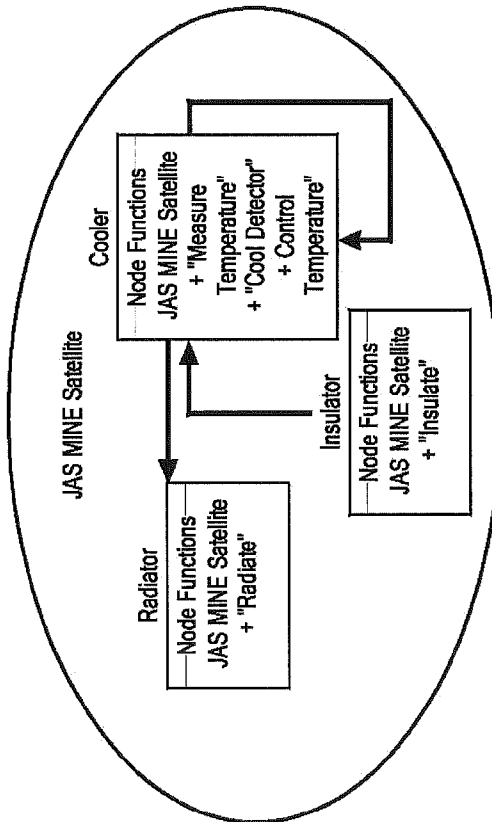 JAS MINE Satellite
Radiator
Node Functions
JAS MINE Satellite
+ "Radiate"
Cooler
Node Functions
JAS MINE Satellite
+ "Measure
Temperature"
+ "Cool Detector"
+ Control
Temperature"
Insulator
Node Functions
JAS MINE Satellite
+ "Insulate"